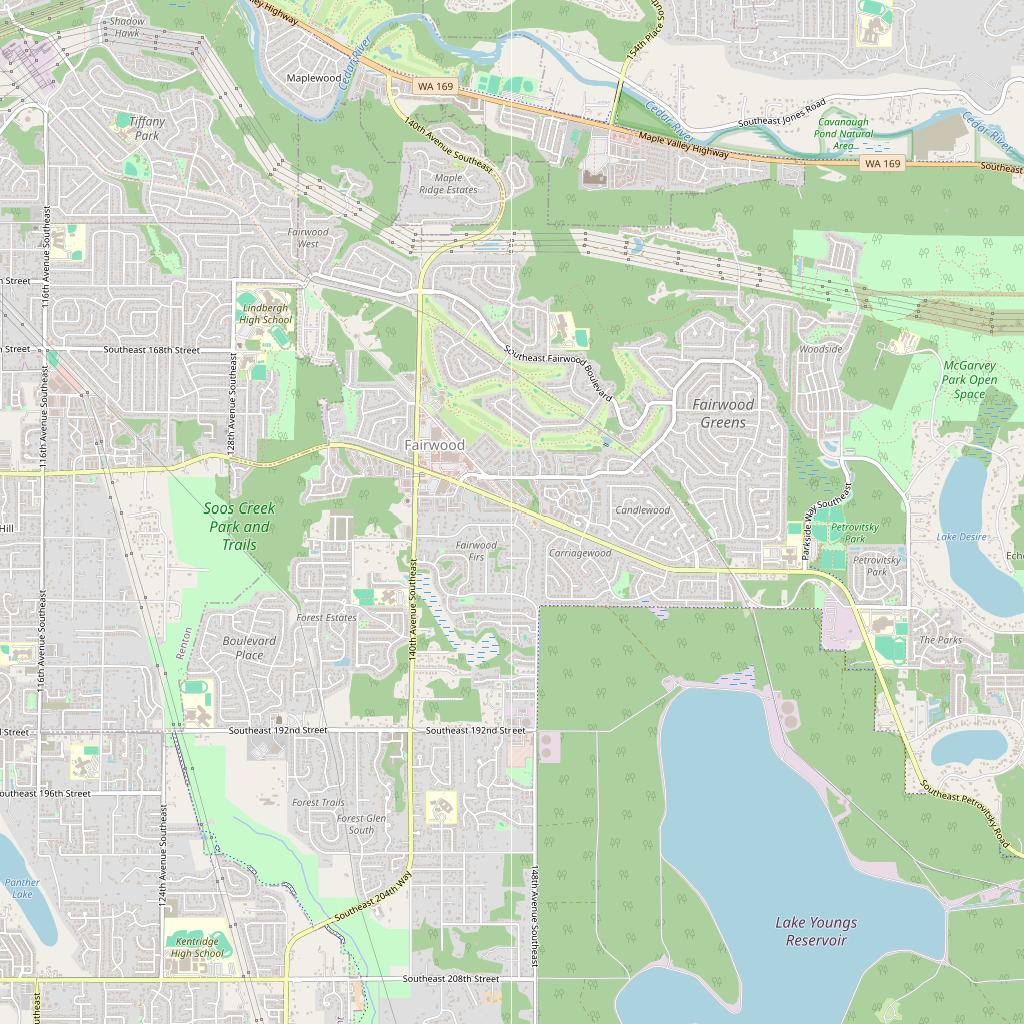 Shadow
Hawk
Valley Highway
Cedar River
Maplewood
WA 169
154th Place
Southeast Jones Road
Cedar River
Cavanaugh
Pond Natural
Area
Cedar River
Tiffany
Park
140th Avenue Southeast
Maple Valley Highway
WA 169
Southeast
Maple
Ridge Estates
116th Avenue Southeast
Fairwood
West
Street
Lindbergh
High School
Southeast 168th Street
Street
128th Avenue Southeast
Southeast Fairwood Boulevard
Woodside
McGarvey
Park Open
Space
116th Avenue Southeast
Fairwood
Greens
Fairwood
Soos Creek
Park and
Trails
Candlewood
Parkside Way Southeast
Petrovitsky
Park
Lake Desire
Hill
Fairwood
Firs
Carriagewood
Petrovitsky
Park
116th Avenue Southeast
140th Avenue Southeast
Forest Estates
Renton
Boulevard
Place
The Parks
Street
Southeast 192nd Street
Southeast 192nd Street
Southeast Petrovitsky Road
Southeast 196th Street
Forest Trails
Forest Glen
South
124th Avenue Southeast
148th Avenue Southeast
Panther
Lake
Southeast 204th Way
Lake Youngs
Reservoir
Kentridge
High School
Southeast 208th Street